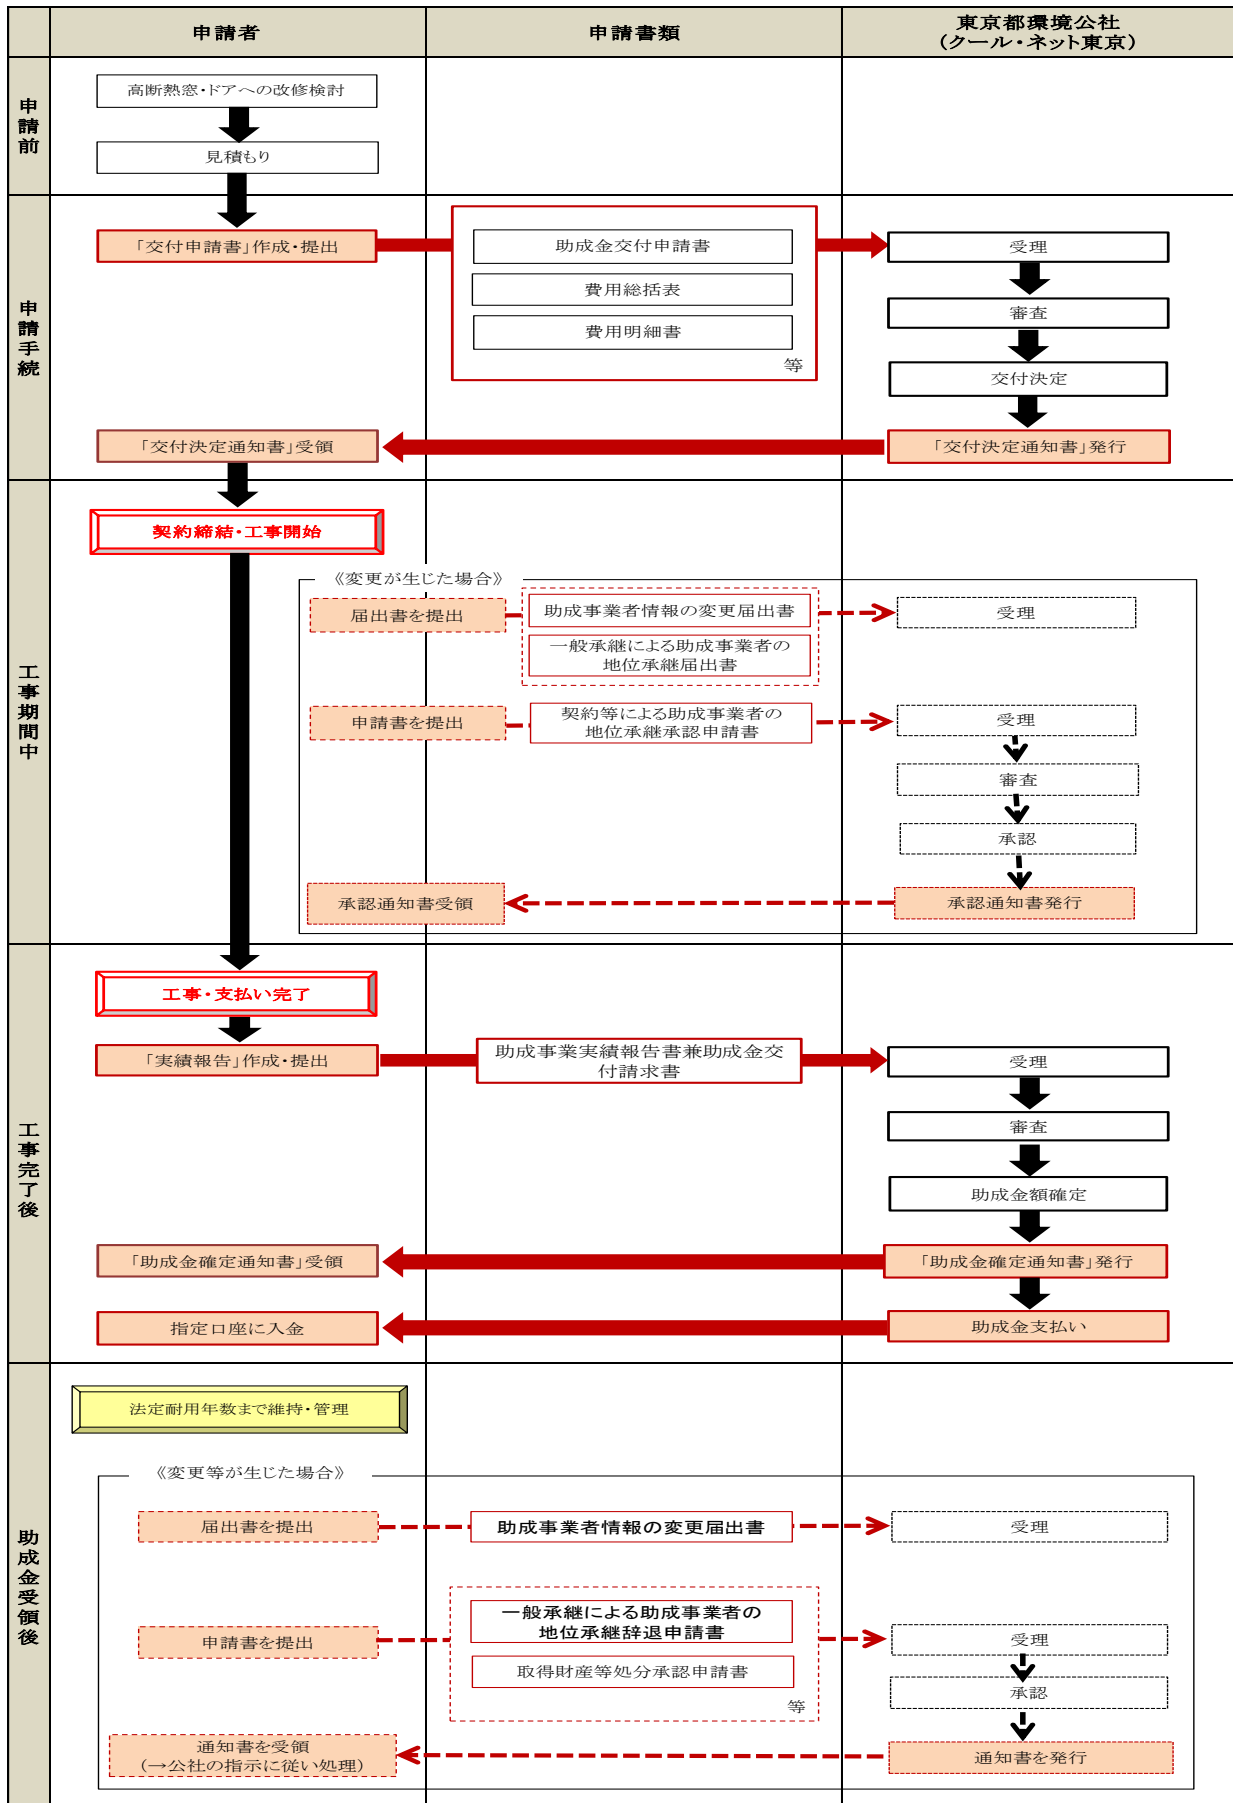 申請者
申請書類
東京都環境公社
(クール・ネット東京)
申請前
高断熱窓・ドアへの改修検討
見積もり
申請手続
「交付申請書」作成・提出
助成金交付申請書
費用総括表
費用明細書
等
受理
審査
交付決定
「交付決定通知書」受領
「交付決定通知書」発行
工事期間中
契約締結・工事開始
《変更が生じた場合》
届出書を提出
助成事業者情報の変更届出書
一般承継による助成事業者の
地位承継届出書
受理
申請書を提出
契約等による助成事業者の
地位承継承認申請書
受理
審査
承認
承認通知書受領
承認通知書発行
工事完了後
工事・支払い完了
「実績報告」作成・提出
助成事業実績報告書兼助成金交
付請求書
受理
審査
助成金額確定
「助成金確定通知書」受領
「助成金確定通知書」発行
指定口座に入金
助成金支払い
助成金受領後
法定耐用年数まで維持・管理
《変更等が生じた場合》
届出書を提出
助成事業者情報の変更届出書
受理
申請書を提出
一般承継による助成事業者の
地位承継辞退申請書
取得財産等処分承認申請書
等
受理
承認
通知書を受領
(→公社の指示に従い処理)
通知書を発行